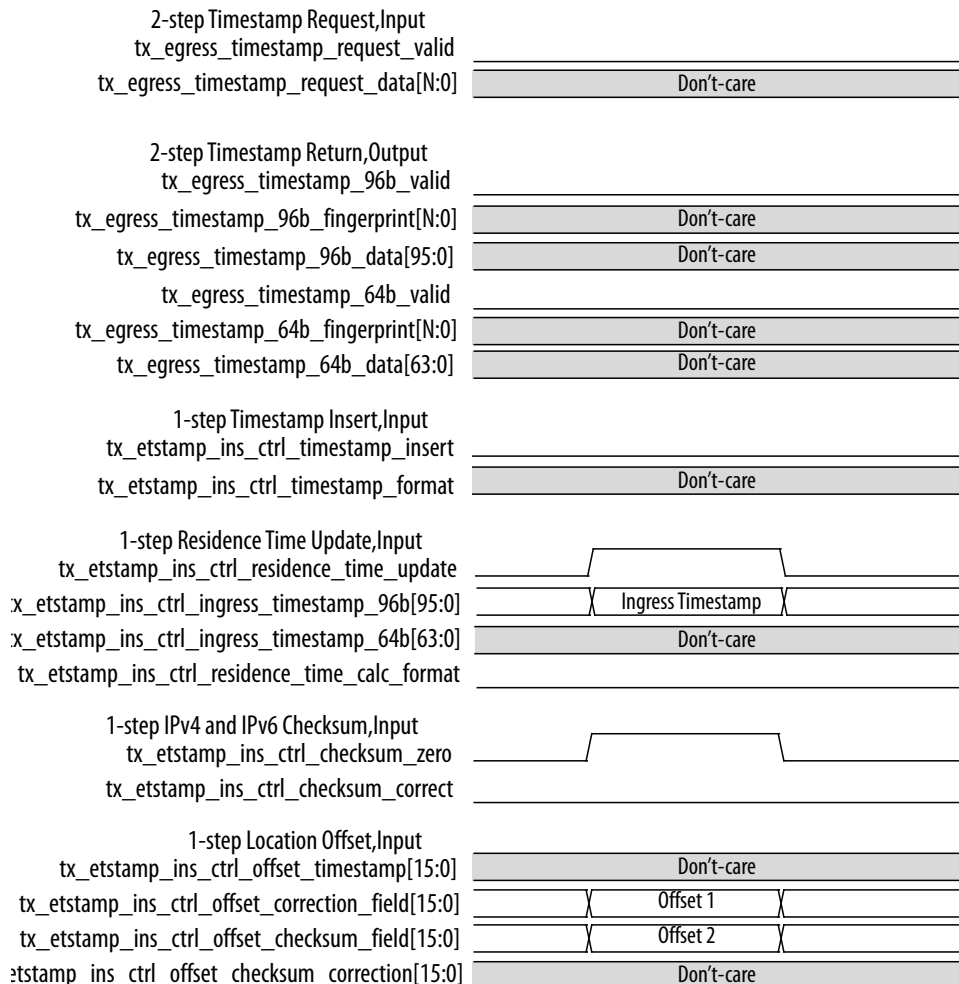 2-step Timestamp Request,Input
tx_egress_timestamp_request_valid
tx_egress_timestamp_request_data[N:0] Don't-care
2-step Timestamp Return,Output
tx_egress_timestamp_96b_valid
tx_egress_timestamp_96b_fingerprint[N:0] Don't-care
tx_egress_timestamp_96b_data[95:0] Don't-care
tx_egress_timestamp_64b_valid
tx_egress_timestamp_64b_fingerprint[N:0] Don't-care
tx_egress_timestamp_64b_data[63:0] Don't-care
1-step Timestamp Insert,Input
tx_etstamp_ins_ctrl_timestamp_insert
tx_etstamp_ins_ctrl_timestamp_format Don't-care
1-step Residence Time Update,Input
tx_etstamp_ins_ctrl_residence_time_update
x_etstamp_ins_ctrl_ingress_timestamp_96b[95:0] Ingress Timestamp
x_etstamp_ins_ctrl_ingress_timestamp_64b[63:0] Don't-care
tx_etstamp_ins_ctrl_residence_time_calc_format
1-step IPv4 and IPv6 Checksum,Input
tx_etstamp_ins_ctrl_checksum_zero
tx_etstamp_ins_ctrl_checksum_correct
1-step Location Offset,Input
tx_etstamp_ins_ctrl_offset_timestamp[15:0] Don't-care
tx_etstamp_ins_ctrl_offset_correction_field[15:0] Offset 1
tx_etstamp_ins_ctrl_offset_checksum_field[15:0] Offset 2
etstamp_ins_ctrl_offset_checksum_correction[15:0] Don't-care